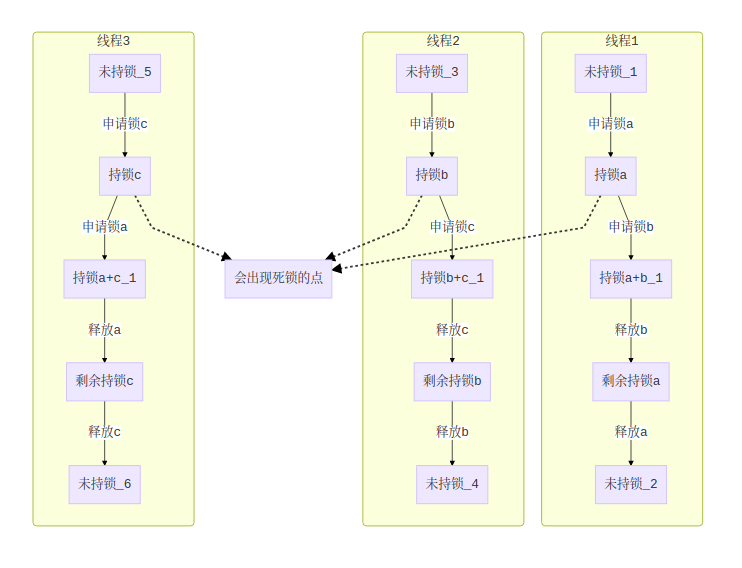 线程3
线程2
线程1
未持锁_5
未持锁_3
未持锁_1
申请锁c
申请锁b
申请锁a
持锁c
持锁b
持锁a
申请锁a
申请锁c
申请锁b
持锁a+c_1
会出现死锁的点
持锁b+c_1
持锁a+b_1
释放a
释放c
释放b
剩余持锁c
剩余持锁b
剩余持锁a
释放c
释放b
释放a
未持锁_6
未持锁_4
未持锁_2